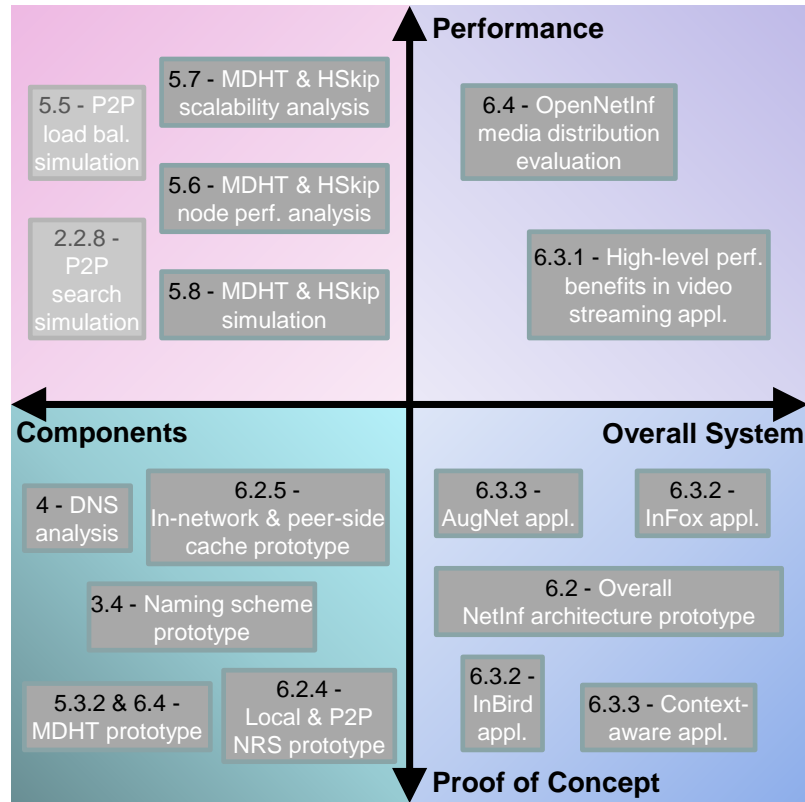 Performance
5.7 - MDHT & HSkip
scalability analysis
5.5 - P2P
load bal.
simulation
5.6 - MDHT & HSkip
node perf. analysis
2.2.8 -
P2P
search
simulation
5.8 - MDHT & HSkip
simulation
6.4 - OpenNetInf
media distribution
evaluation
6.3.1 - High-level perf.
benefits in video
streaming appl.
Components
Overall System
4 - DNS
analysis
6.2.5 -
In-network & peer-side
cache prototype
3.4 - Naming scheme
prototype
5.3.2 & 6.4 -
MDHT prototype
6.2.4 -
Local & P2P
NRS prototype
6.3.3 -
AugNet appl.
6.3.2 -
InFox appl.
6.2 - Overall
NetInf architecture prototype
6.3.2 -
InBird
appl.
6.3.3 - Context-
aware appl.
Proof of Concept